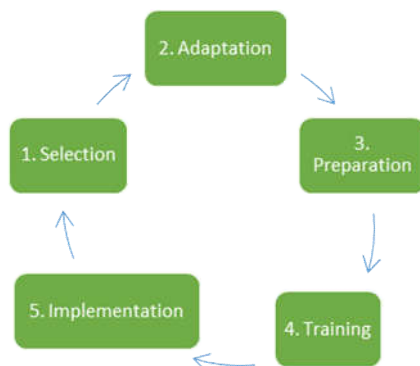 1. Selection
2. Adaptation
3.
Preparation
4. Training
5. Implementation